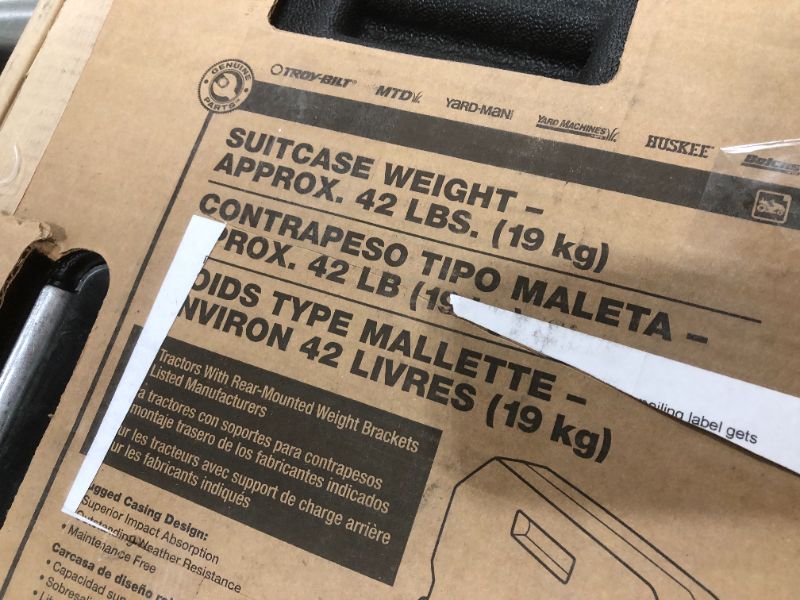 GENUINE PARTS
TROY-BILT MTD YARD-MAN YARD MACHINES HUSKEE
SUITCASE WEIGHT –
APPROX. 42 LBS. (19 kg)
CONTRAPESO TIPO MALETA –
PROX. 42 LB (19
OIDS TYPE MALLETTE –
NVIRON 42 LIVRES (19 kg)
Tractors With Rear-Mounted Weight Brackets
Listed Manufacturers
a tractores con soportes para contrapesos
montaje trasero de los fabricantes indicados
ur les tracteurs avec support de charge arrière
ur les fabricants indiqués
mailing label gets
gged Casing Design:
Superior Impact Absorption
• Outstanding Weather Resistance
• Maintenance Free
Carcasa de diseño
• Capacidad